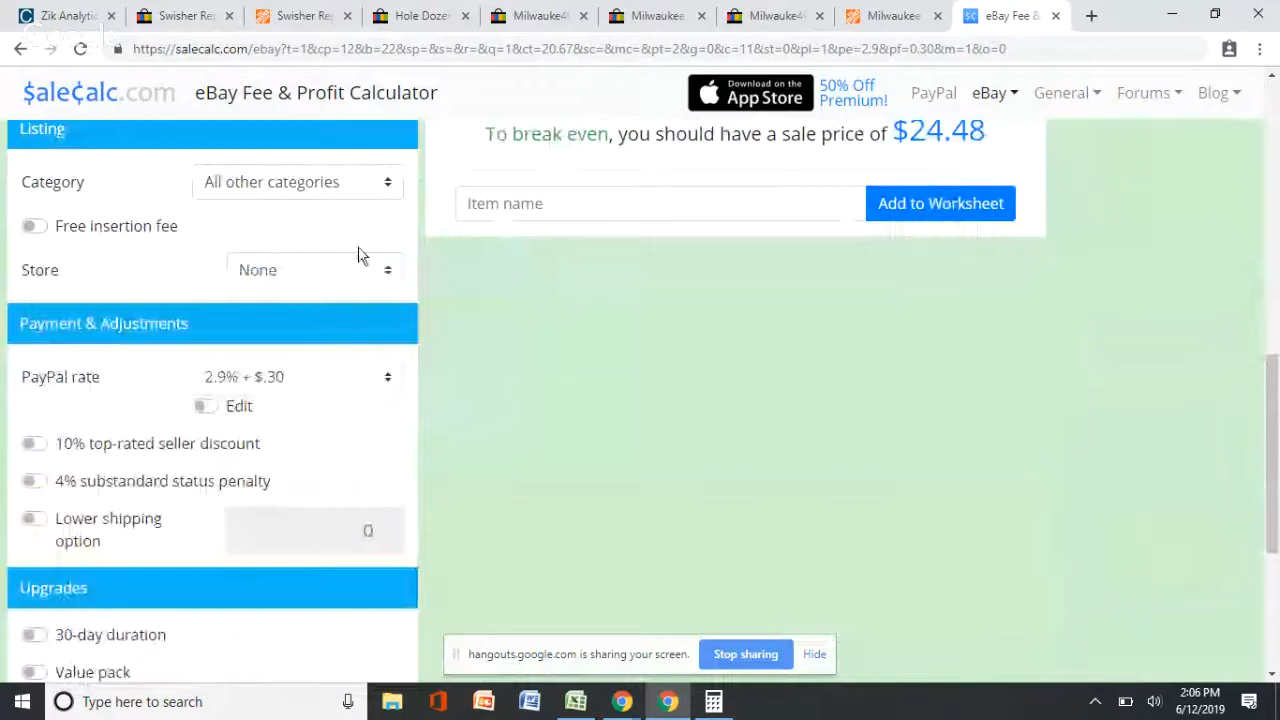 Zik Analytic
Swisher Re
Swisher Re
Hole Doze
Milwauke4
Milwaukee
Milwauke4
Milwaukee
eBay Fee &
https://salecalc.com/ebay?t=1&cp=12&b=22&sp=&s=&r=&q=1&ct=20.67&sc=&mc=&pt=2&g=0&c=11&st=0&pl=1&pe=2.9&pf=0.30&m=1&o=0
$ale¢alc.com
eBay Fee & Profit Calculator
Download on the
App Store
50% Off
Premium!
PayPal eBay General Forums Blog
Listing
Category All other categories
Free insertion fee
Store None
Payment & Adjustments
PayPal rate 2.9% + $.30
Edit
10% top-rated seller discount
4% substandard status penalty
Lower shipping
option 0
Upgrades
30-day duration
Value pack
To break even, you should have a sale price of $24.48
Item name Add to Worksheet
hangouts.google.com is sharing your screen. Stop sharing Hide
Type here to search
2:06 PM
6/12/2019